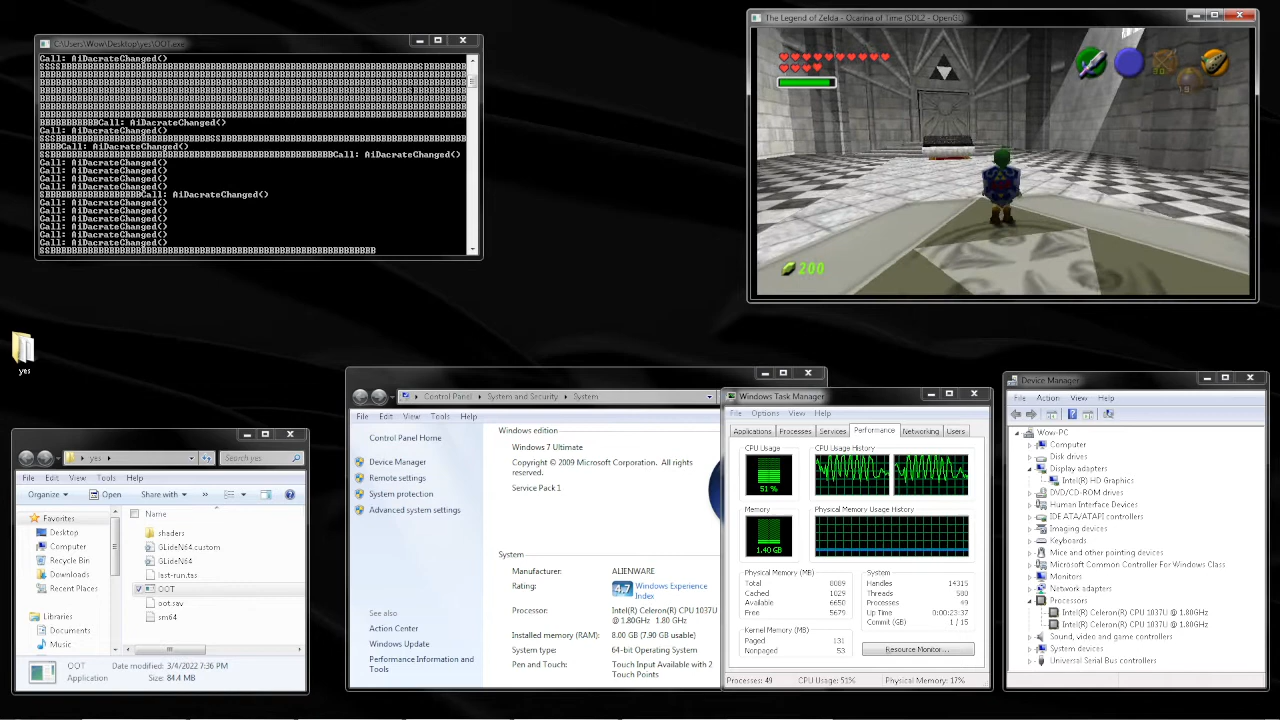 C:\Users\Wow\Desktop\yes\OOT.exe
Call: AiDacrateChanged()
BBBBBBBBBBBCall: AiDacrateChanged()
Call: AiDacrateChanged()
BBBBCall: AiDacrateChanged()
Call: AiDacrateChanged()
Call: AiDacrateChanged()
Call: AiDacrateChanged()
Call: AiDacrateChanged()
Call: AiDacrateChanged()
Call: AiDacrateChanged()
Call: AiDacrateChanged()
Call: AiDacrateChanged()
Call: AiDacrateChanged()
Call: AiDacrateChanged()
Call: AiDacrateChanged()
Call: AiDacrateChanged()
The Legend of Zelda - Ocarina of Time (SDL2 - OpenGL
200
yes
yes
Search yes
File Edit View Tools Help
Organize Open Share with »
Favorites
Desktop
Computer
Recycle Bin
Downloads
Recent Places
Libraries
Documents
Music
Name
shaders
GLideN64.custom
GLideN64
last-run.tas
OOT
oot.sav
sm64
OOT Date modified: 3/4/2022 7:36 PM
Application Size: 84.4 MB
Control Panel System and Security System
File Edit View Tools Help
Control Panel Home
Device Manager
Remote settings
System protection
Advanced system settings
See also
Action Center
Windows Update
Performance Information and
Tools
Windows edition
Windows 7 Ultimate
Copyright © 2009 Microsoft Corporation. All
rights reserved.
Service Pack 1
System
Manufacturer: ALIENWARE
Rating: 4.7 Windows Experience
Index
Processor: Intel(R) Celeron(R) CPU 1037U
@ 1.80GHz 1.80 GHz
Installed memory (RAM): 8.00 GB (7.90 GB usable)
System type: 64-bit Operating System
Pen and Touch: Touch Input Available with 2
Touch Points
Windows Task Manager
File Options View Help
Applications Processes Services Performance Networking Users
CPU Usage CPU Usage History
51 %
Memory Physical Memory Usage History
1.40 GB
Physical Memory (MB)
Total 8089
Cached 1029
Available 6650
Free 5679
Kernel Memory (MB)
Paged 131
Nonpaged 53
System
Handles 14315
Threads 580
Processes 49
Up Time 0:00:23:37
Commit (GB) 1 / 15
Resource Monitor...
Processes: 49 CPU Usage: 51% Physical Memory: 17%
Device Manager
File Action View Help
Wow-PC
Computer
Disk drives
Display adapters
Intel(R) HD Graphics
DVD/CD-ROM drives
Human Interface Devices
IDE ATA/ATAPI controllers
Imaging devices
Keyboards
Mice and other pointing devices
Microsoft Common Controller For Windows Class
Monitors
Network adapters
Processors
Intel(R) Celeron(R) CPU 1037U @ 1.80GHz
Intel(R) Celeron(R) CPU 1037U @ 1.80GHz
Sound, video and game controllers
System devices
Universal Serial Bus controllers